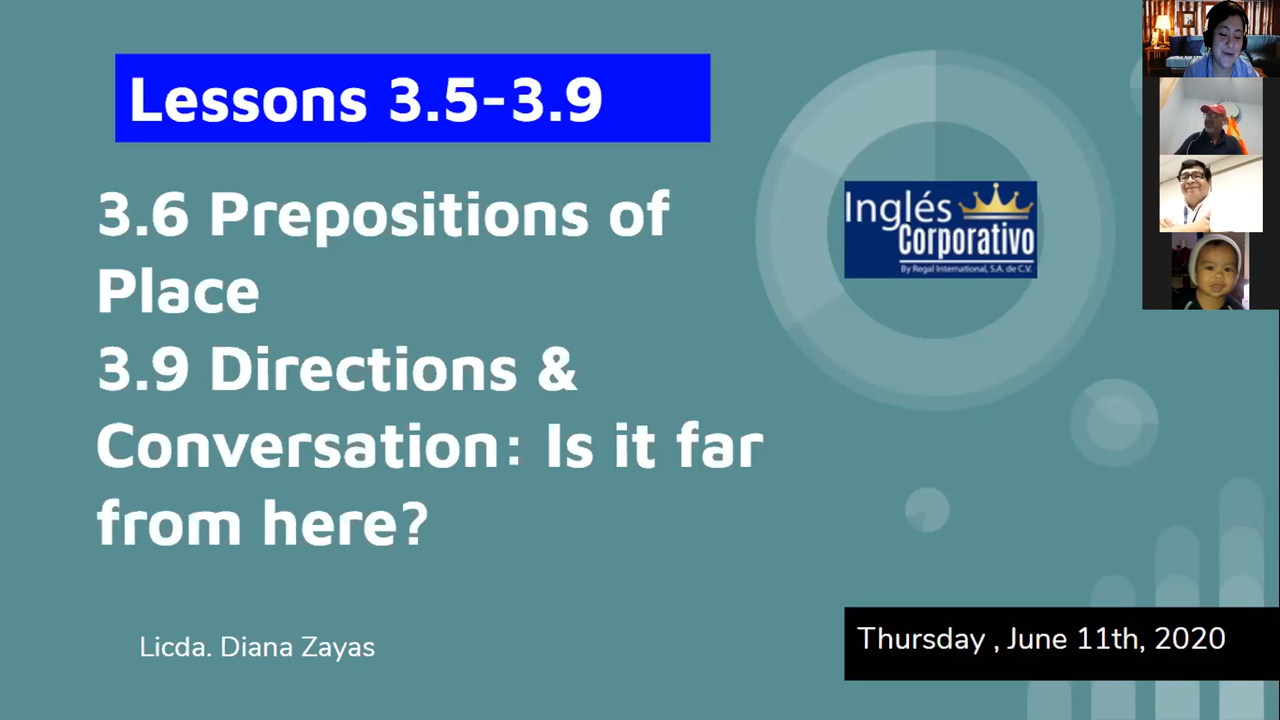 Lessons 3.5-3.9
3.6 Prepositions of
Place
3.9 Directions &
Conversation: Is it far
from here?
Inglés
Corporativo
By Regal International, S.A. de C.V.
Licda. Diana Zayas
Thursday , June 11th, 2020